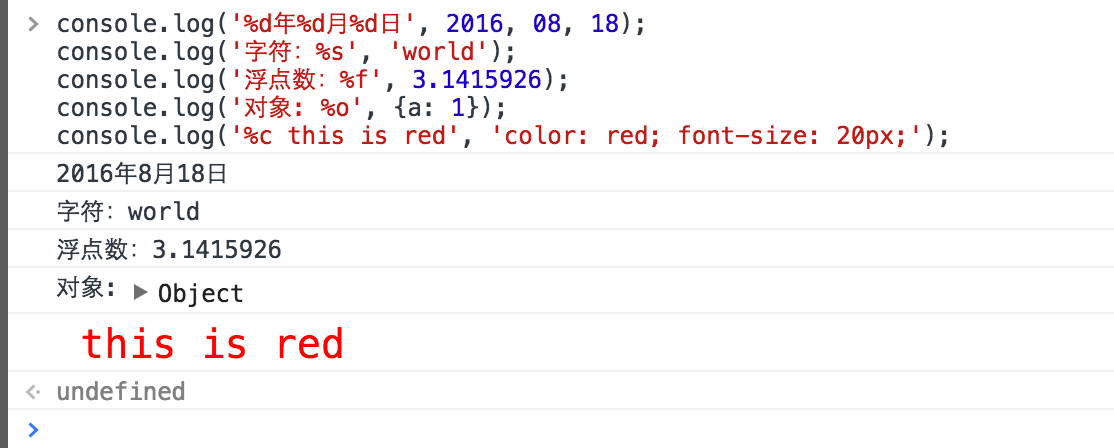 console.log('%d年%d月%d日', 2016, 08, 18);
console.log('字符：%s', 'world');
console.log('浮点数：%f', 3.1415926);
console.log('对象: %o', {a: 1});
console.log('%c this is red', 'color: red; font-size: 20px;');
2016年8月18日
字符：world
浮点数：3.1415926
对象: ▶ Object
this is red
undefined